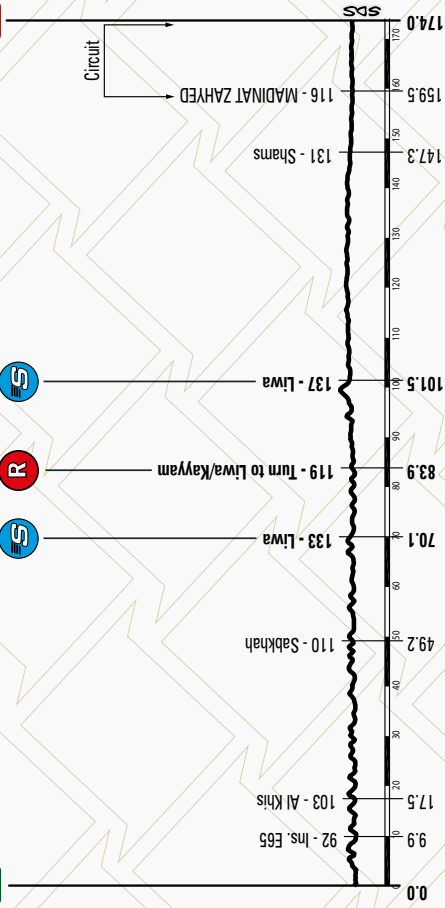 0.0
0
9.9 10 92 - Ins. E65
17.5 20 103 - Al Khis
30
40
49.2 50 110 - Sabkhah
60
70.1 70 133 - Liwa S
80
83.9 119 - Turn to Liwa/Kayyam R
90
101.5 100 137 - Liwa S
110
120
130
140
147.3 150 131 - Shams
159.5 160 116 - MADINAT ZAHYED
Circuit
170
174.0
SDS